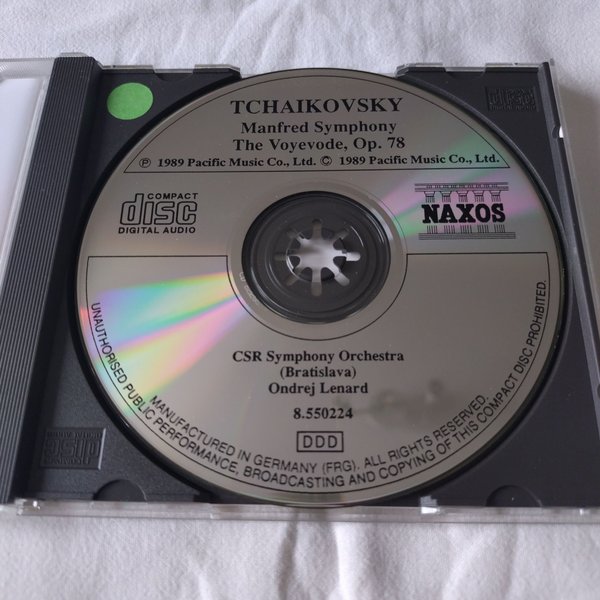 TCHAIKOVSKY
Manfred Symphony
The Voyevode, Op. 78
℗ 1989 Pacific Music Co., Ltd. © 1989 Pacific Music Co., Ltd.
COMPACT
disc
DIGITAL AUDIO
NAXOS
CSR Symphony Orchestra
(Bratislava)
Ondrej Lenard
8.550224
DDD
UNAUTHORISED PUBLIC PERFORMANCE, BROADCASTING AND COPYING OF THIS COMPACT DISC PROHIBITED.
MANUFACTURED IN GERMANY (FRG). ALL RIGHTS RESERVED.